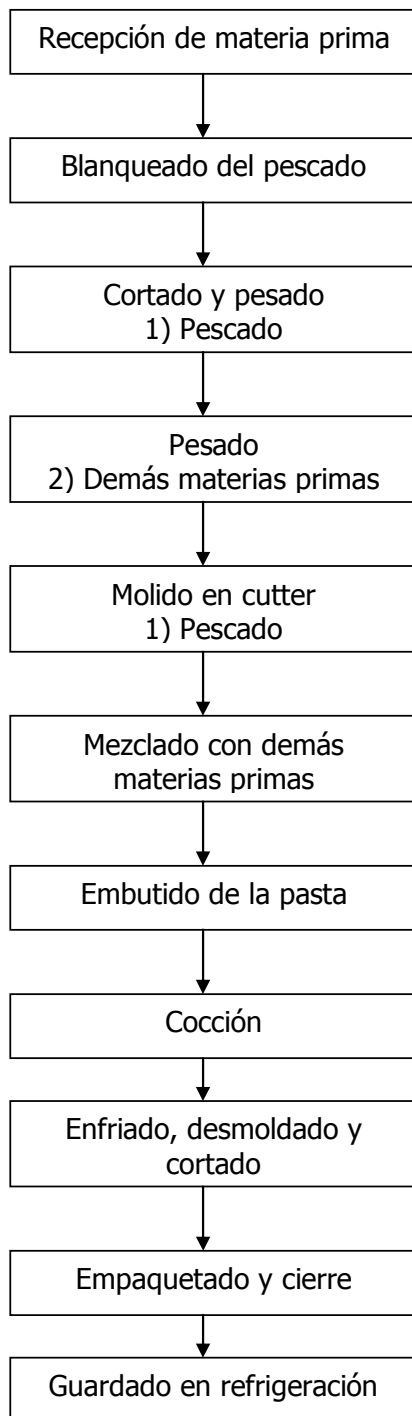 Recepción de materia prima
Blanqueado del pescado
Cortado y pesado
1) Pescado
Pesado
2) Demás materias primas
Molido en cutter
1) Pescado
Mezclado con demás
materias primas
Embutido de la pasta
Cocción
Enfriado, desmoldado y
cortado
Empaquetado y cierre
Guardado en refrigeración